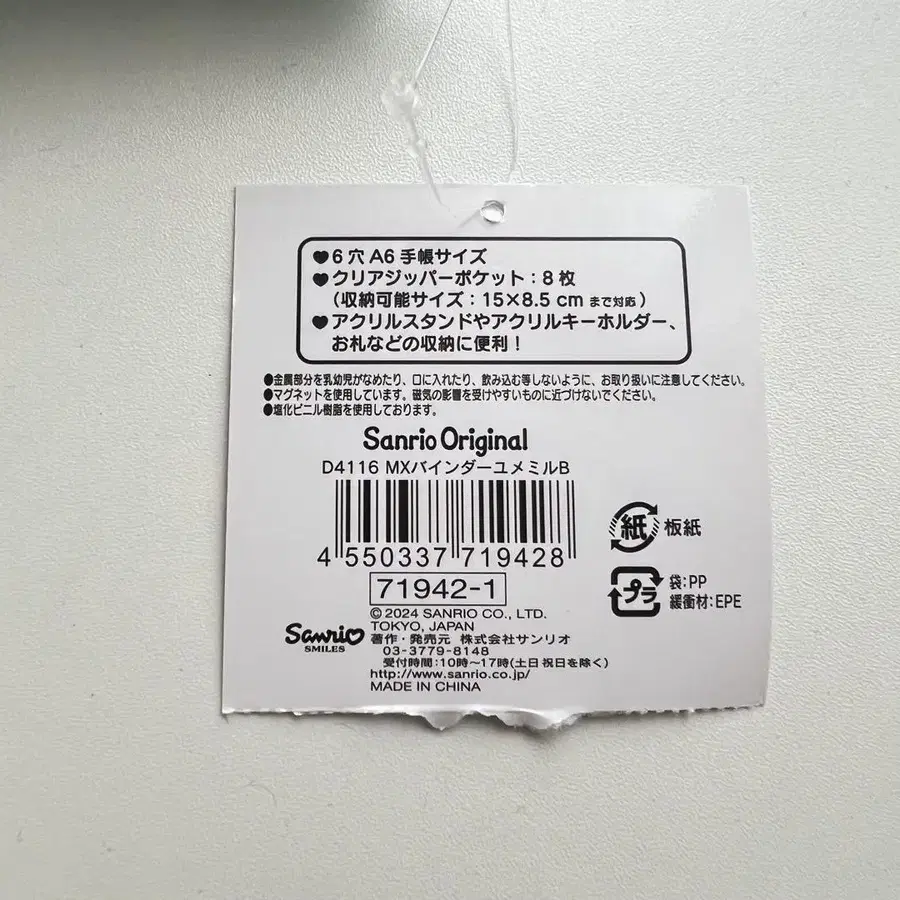 ♥6穴 A6 手帳サイズ
♥クリアジッパーポケット：8枚
（収納可能サイズ：15×8.5 cm まで対応）
♥アクリルスタンドやアクリルキーホルダー、
お札などの収納に便利！
●金属部分を乳幼児がなめたり、口に入れたり、飲み込む等しないように、お取り扱いに注意してください。
●マグネットを使用しています。磁気の影響を受けやすいものに近づけないでください。
●塩化ビニル樹脂を使用しております。
Sanrio Original
D4116 MXバインダーユメミルB
4 550337 719428
71942-1
©2024 SANRIO CO., LTD.
TOKYO, JAPAN
Sanrio
SMILES
著作・発売元 株式会社サンリオ
03-3779-8148
受付時間：10時〜17時(土日祝日を除く)
http://www.sanrio.co.jp/
MADE IN CHINA
紙 板紙
プラ 袋:PP
緩衝材:EPE